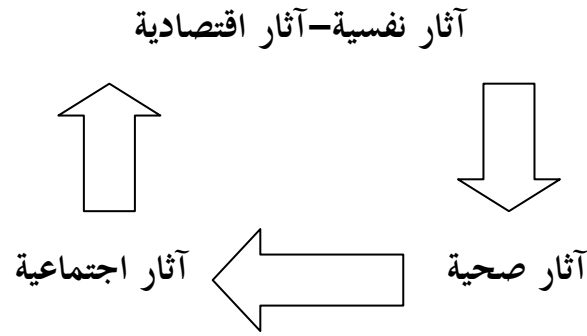 آثار نفسية–آثار اقتصادية
آثار صحية
آثار اجتماعية